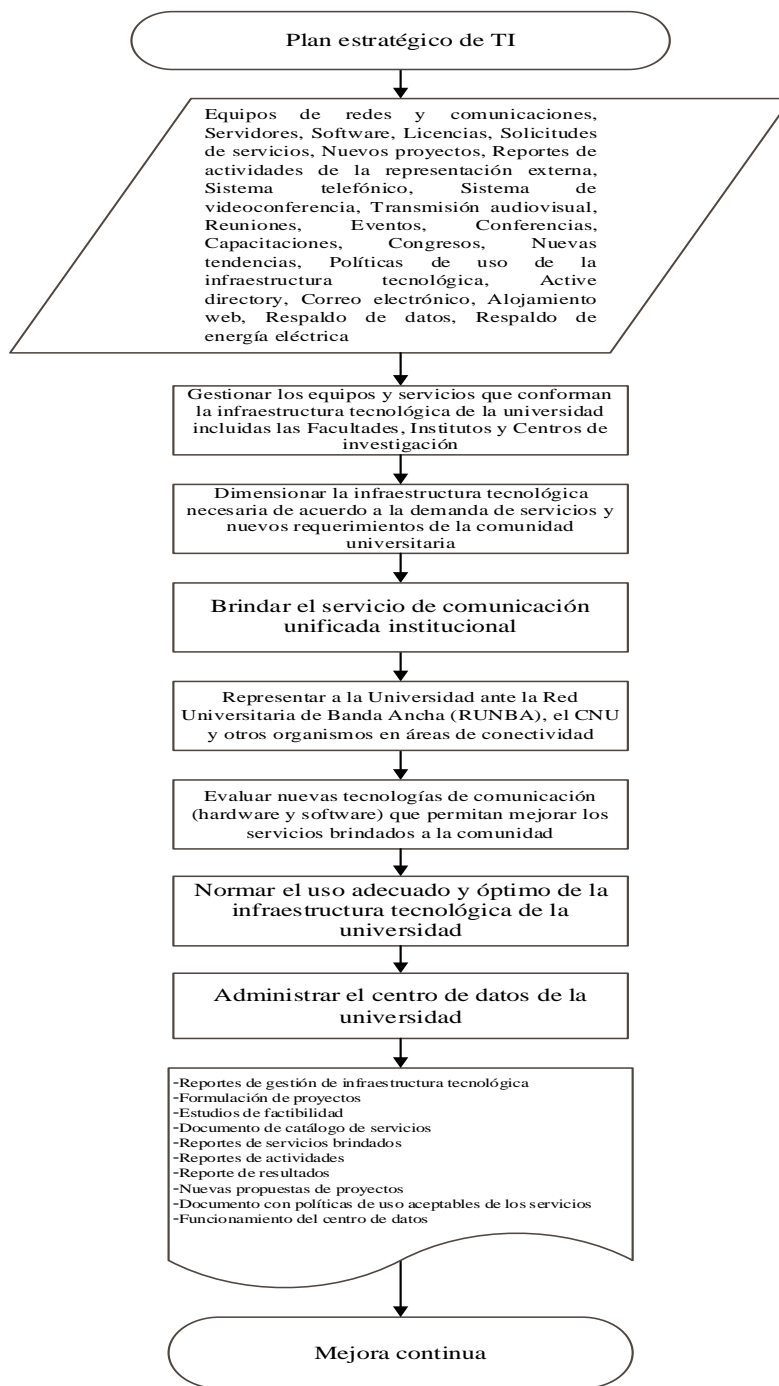 Plan estratégico de TI
Equipos de redes y comunicaciones,
Servidores, Software, Licencias, Solicitudes
de servicios, Nuevos proyectos, Reportes de
actividades de la representación externa,
Sistema telefónico, Sistema de
videoconferencia, Transmisión audiovisual,
Reuniones, Eventos, Conferencias,
Capacitaciones, Congresos, Nuevas
tendencias, Políticas de uso de la
infraestructura tecnológica, Active
directory, Correo electrónico, Alojamiento
web, Respaldo de datos, Respaldo de
energía eléctrica
Gestionar los equipos y servicios que conforman
la infraestructura tecnológica de la universidad
incluidas las Facultades, Institutos y Centros de
investigación
Dimensionar la infraestructura tecnológica
necesaria de acuerdo a la demanda de servicios y
nuevos requerimientos de la comunidad
universitaria
Brindar el servicio de comunicación
unificada institucional
Representar a la Universidad ante la Red
Universitaria de Banda Ancha (RUNBA), el CNU
y otros organismos en áreas de conectividad
Evaluar nuevas tecnologías de comunicación
(hardware y software) que permitan mejorar los
servicios brindados a la comunidad
Normar el uso adecuado y óptimo de la
infraestructura tecnológica de la
universidad
Administrar el centro de datos de la
universidad
-Reportes de gestión de infraestructura tecnológica
-Formulación de proyectos
-Estudios de factibilidad
-Documento de catálogo de servicios
-Reportes de servicios brindados
-Reportes de actividades
-Reporte de resultados
-Nuevas propuestas de proyectos
-Documento con políticas de uso aceptables de los servicios
-Funcionamiento del centro de datos
Mejora continua